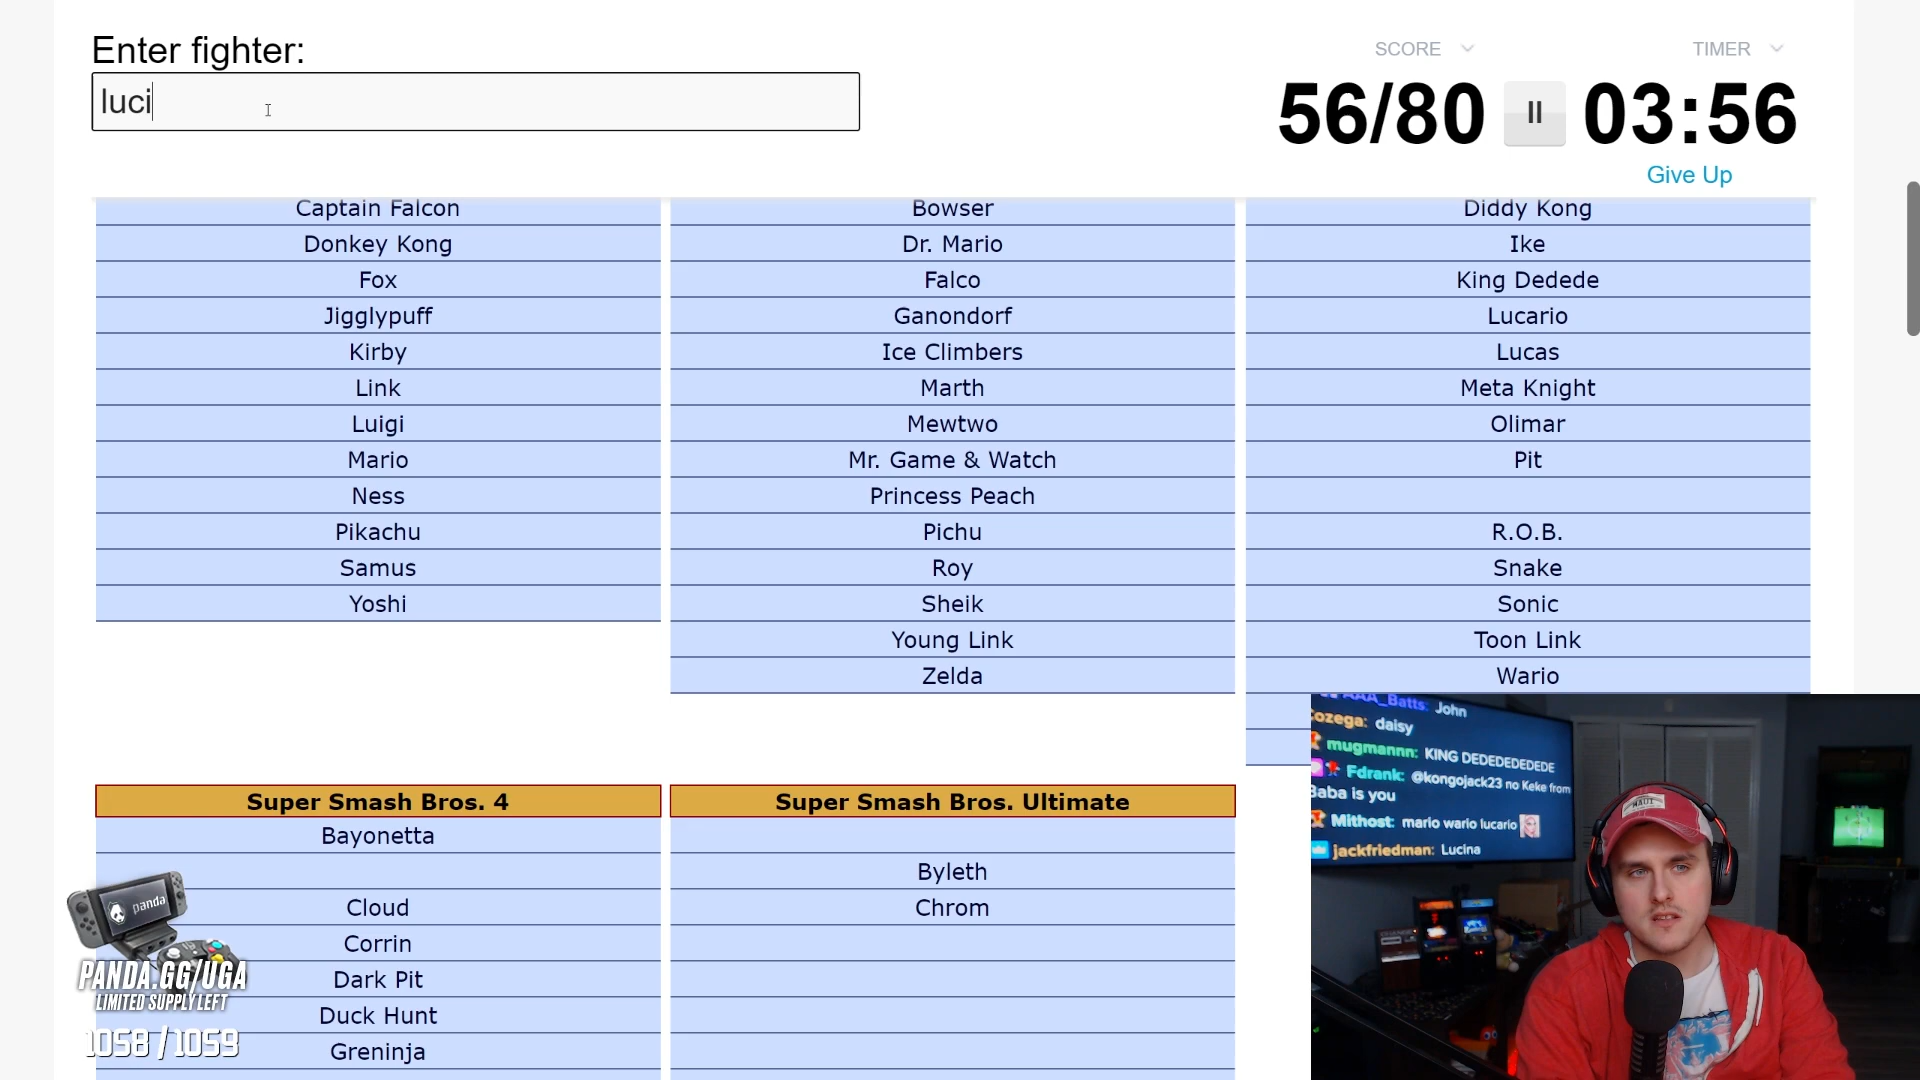 Enter fighter:
luci
SCORE
TIMER
56/80
03:56
Give Up
Captain Falcon
Donkey Kong
Fox
Jigglypuff
Kirby
Link
Luigi
Mario
Ness
Pikachu
Samus
Yoshi
Bowser
Dr. Mario
Falco
Ganondorf
Ice Climbers
Marth
Mewtwo
Mr. Game & Watch
Princess Peach
Pichu
Roy
Sheik
Young Link
Zelda
Diddy Kong
Ike
King Dedede
Lucario
Lucas
Meta Knight
Olimar
Pit
R.O.B.
Snake
Sonic
Toon Link
Wario
Super Smash Bros. 4
Bayonetta
Cloud
Corrin
Dark Pit
Duck Hunt
Greninja
Super Smash Bros. Ultimate
Byleth
Chrom
panda
PANDA.GG/UGA
LIMITED SUPPLY LEFT
1058 / 1059
AAA_Batts: John
ozega: daisy
mugmannn: KING DEDEDEDEDEDE
Fdrank: @kongojack23 no Keke from
Baba is you
Mithost: mario wario lucario
jackfriedman: Lucina
MAUI